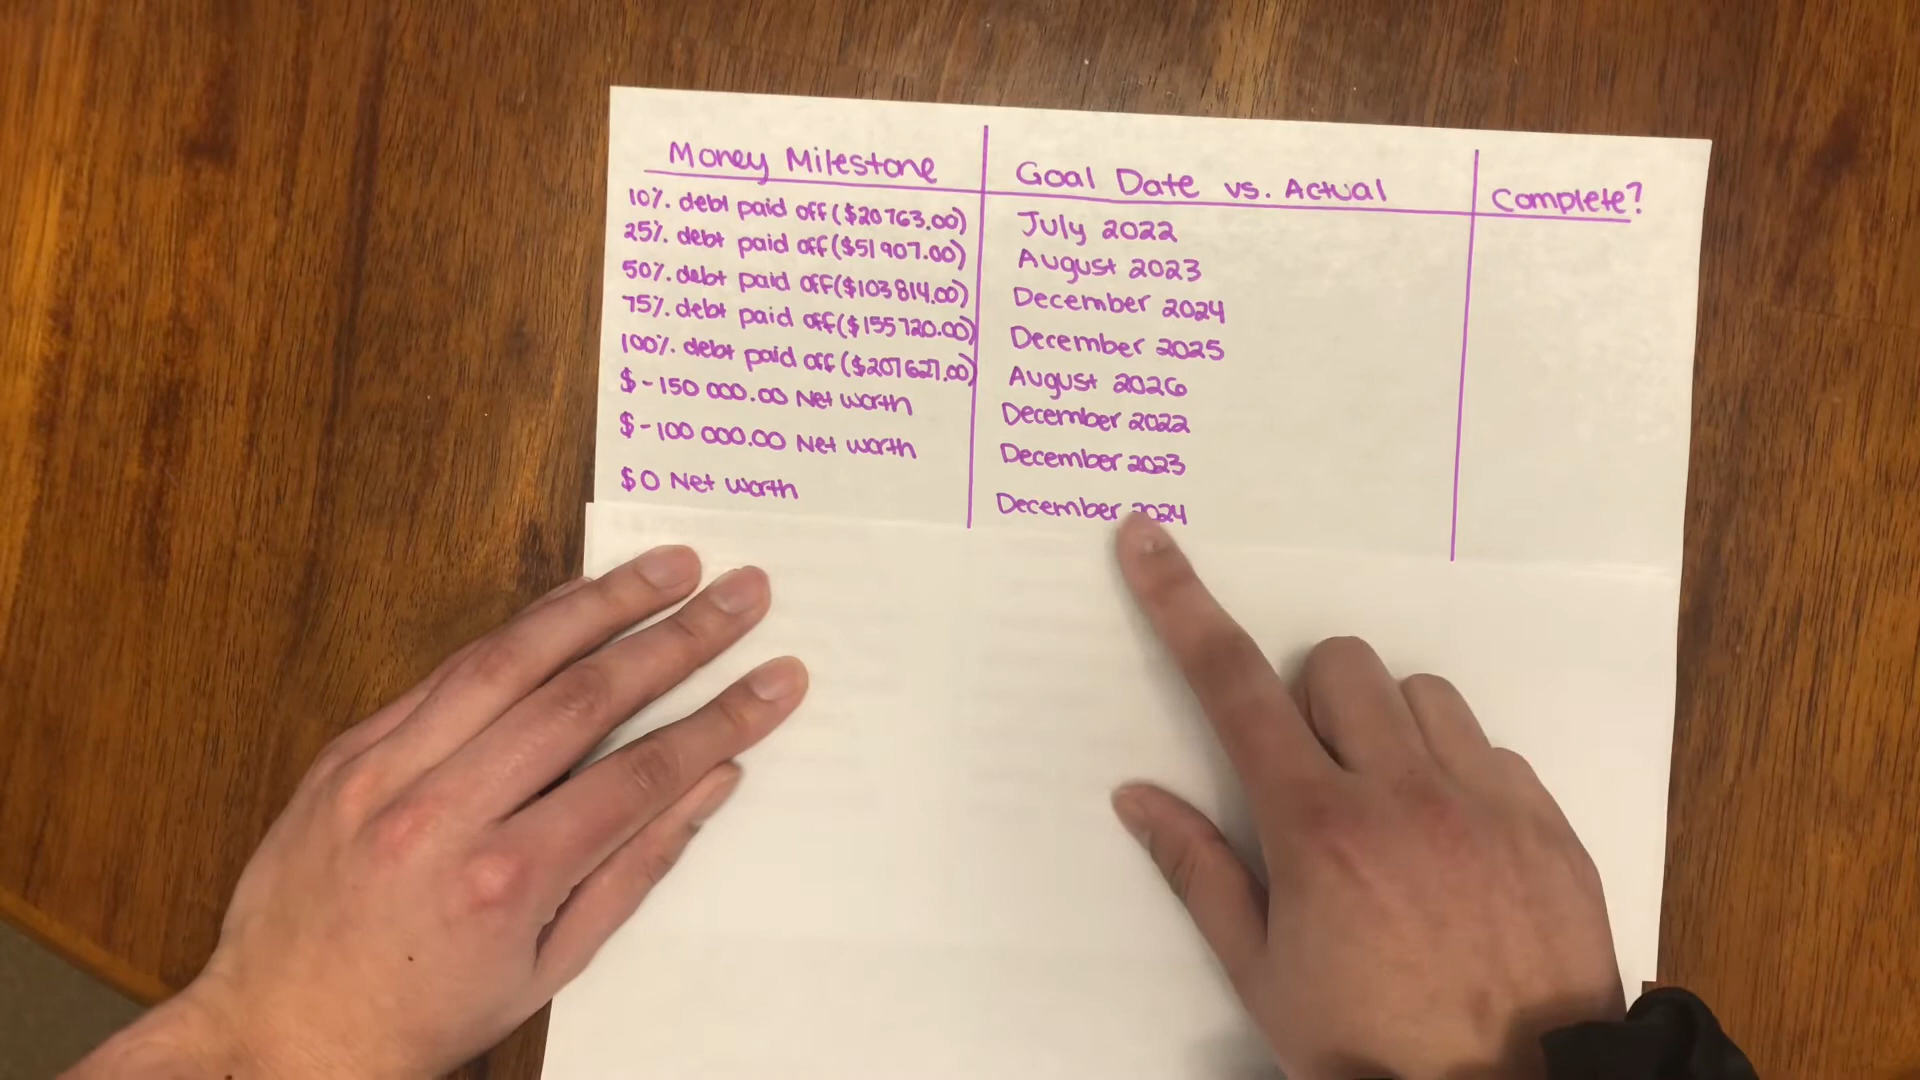 Money Milestone Goal Date vs. Actual Complete?
10% debt paid off ($20763.00) July 2022
25% debt paid off ($51907.00) August 2023
50% debt paid off ($103814.00) December 2024
75% debt paid off ($155720.00) December 2025
100% debt paid off ($207627.00) August 2026
$-150 000.00 Net worth December 2022
$-100 000.00 Net worth December 2023
$0 Net worth December 2024